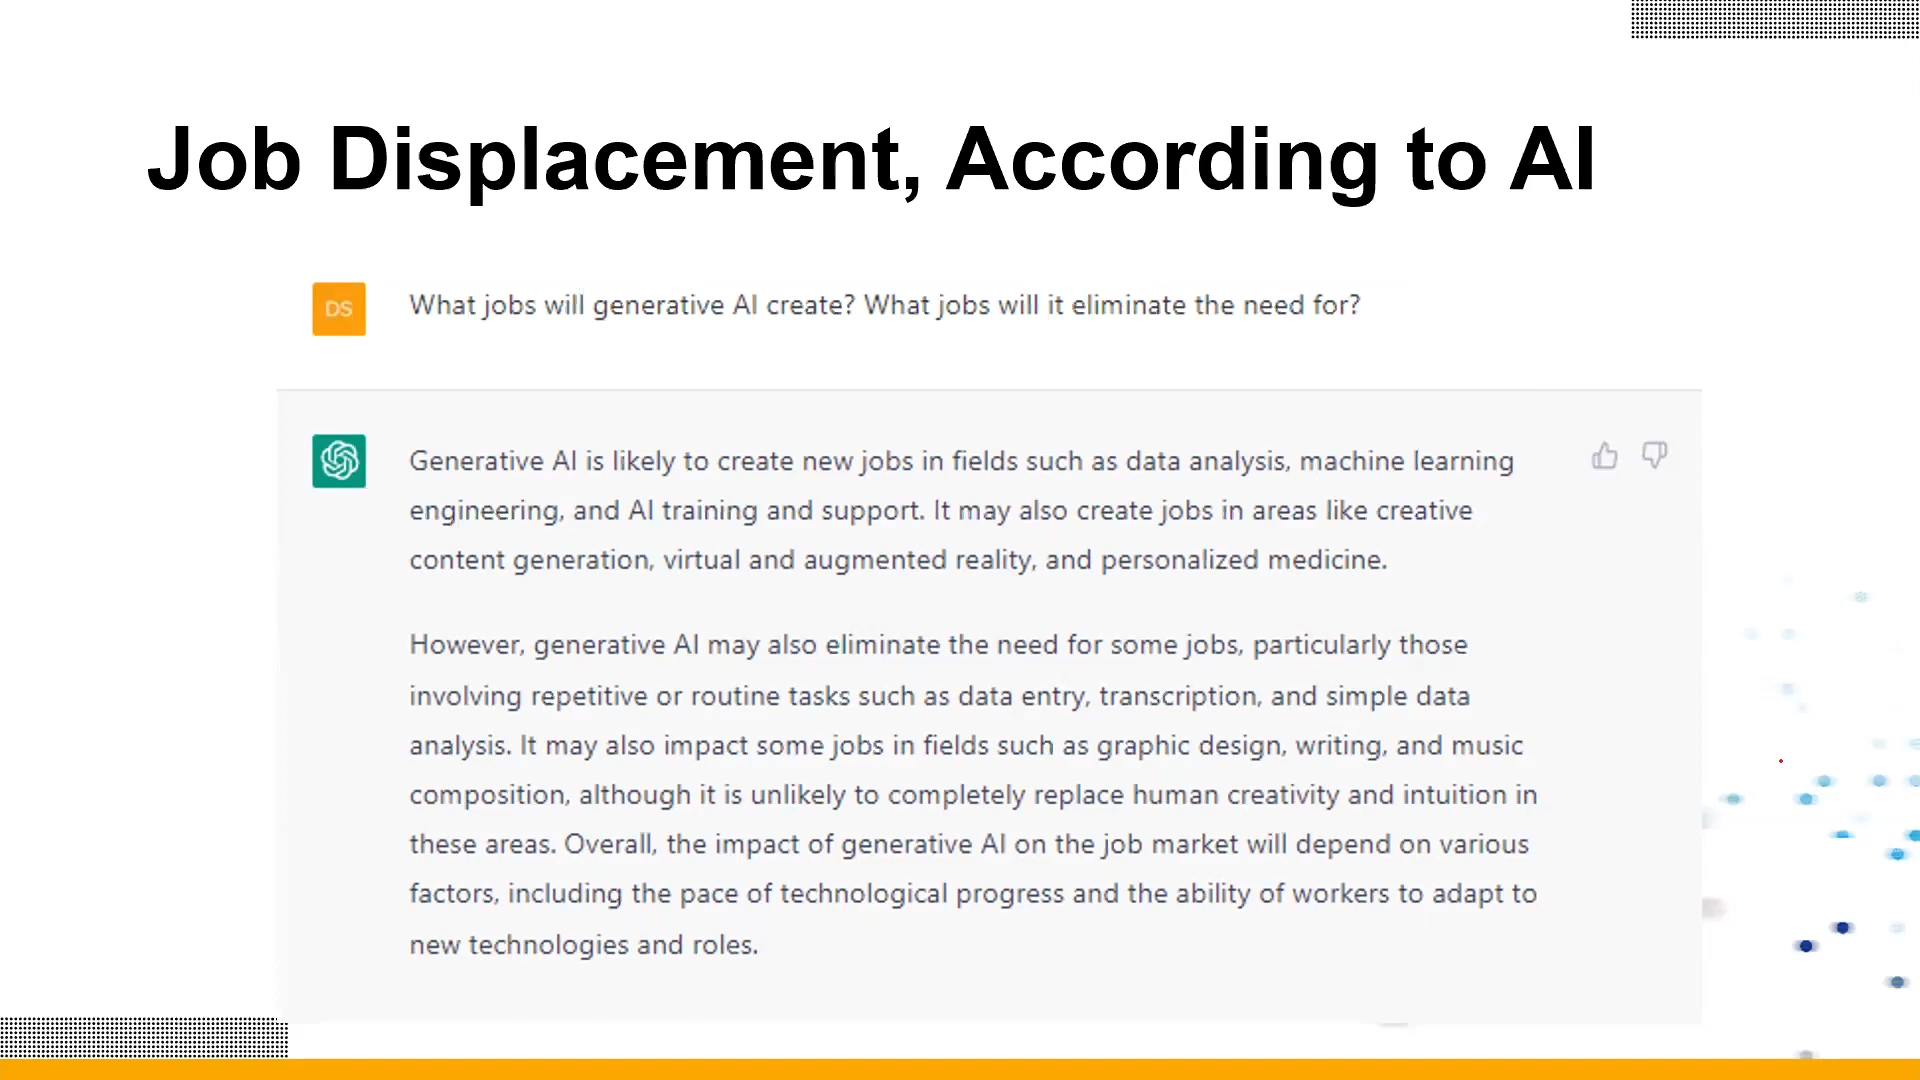 Job Displacement, According to AI
DS
What jobs will generative AI create? What jobs will it eliminate the need for?
Generative AI is likely to create new jobs in fields such as data analysis, machine learning
engineering, and AI training and support. It may also create jobs in areas like creative
content generation, virtual and augmented reality, and personalized medicine.
However, generative AI may also eliminate the need for some jobs, particularly those
involving repetitive or routine tasks such as data entry, transcription, and simple data
analysis. It may also impact some jobs in fields such as graphic design, writing, and music
composition, although it is unlikely to completely replace human creativity and intuition in
these areas. Overall, the impact of generative AI on the job market will depend on various
factors, including the pace of technological progress and the ability of workers to adapt to
new technologies and roles.